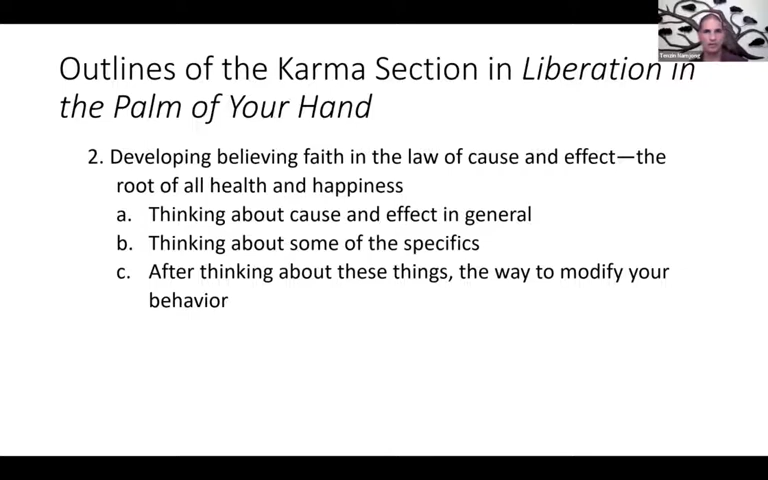 Outlines of the Karma Section in Liberation in
the Palm of Your Hand
2. Developing believing faith in the law of cause and effect—the
root of all health and happiness
a. Thinking about cause and effect in general
b. Thinking about some of the specifics
c. After thinking about these things, the way to modify your
behavior
Tenzin Namjong